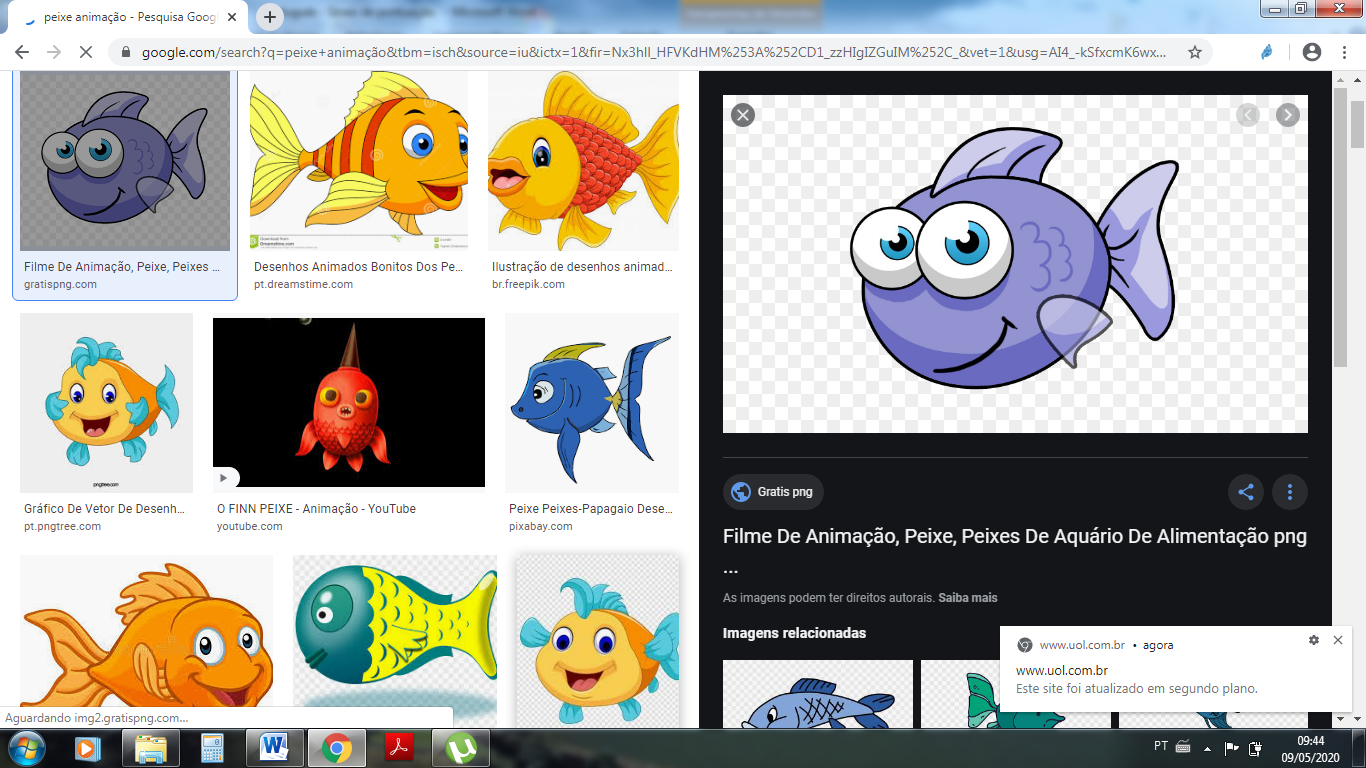 peixe animação - Pesquisa Googl
google.com/search?q=peixe+animação&tbm=isch&source=iu&ictx=1&fir=Nx3hlI_HFVKdHM%253A%252CD1_zzHIgIZGuIM%252C_&vet=1&usg=AI4_-kSfxcmK6wx...
Filme De Animação, Peixe, Peixes ...
gratispng.com
Desenhos Animados Bonitos Dos Pe...
pt.dreamstime.com
Ilustração de desenhos animad...
br.freepik.com
pngtree.com
Gráfico De Vetor De Desenh...
pt.pngtree.com
O FINN PEIXE - Animação - YouTube
youtube.com
Peixe Peixes-Papagaio Dese...
pixabay.com
Gratis png
Filme De Animação, Peixe, Peixes De Aquário De Alimentação png
...
As imagens podem ter direitos autorais. Saiba mais
Imagens relacionadas
www.uol.com.br • agora
www.uol.com.br
Este site foi atualizado em segundo plano.
Aguardando img2.gratispng.com...
PT
09:44
09/05/2020